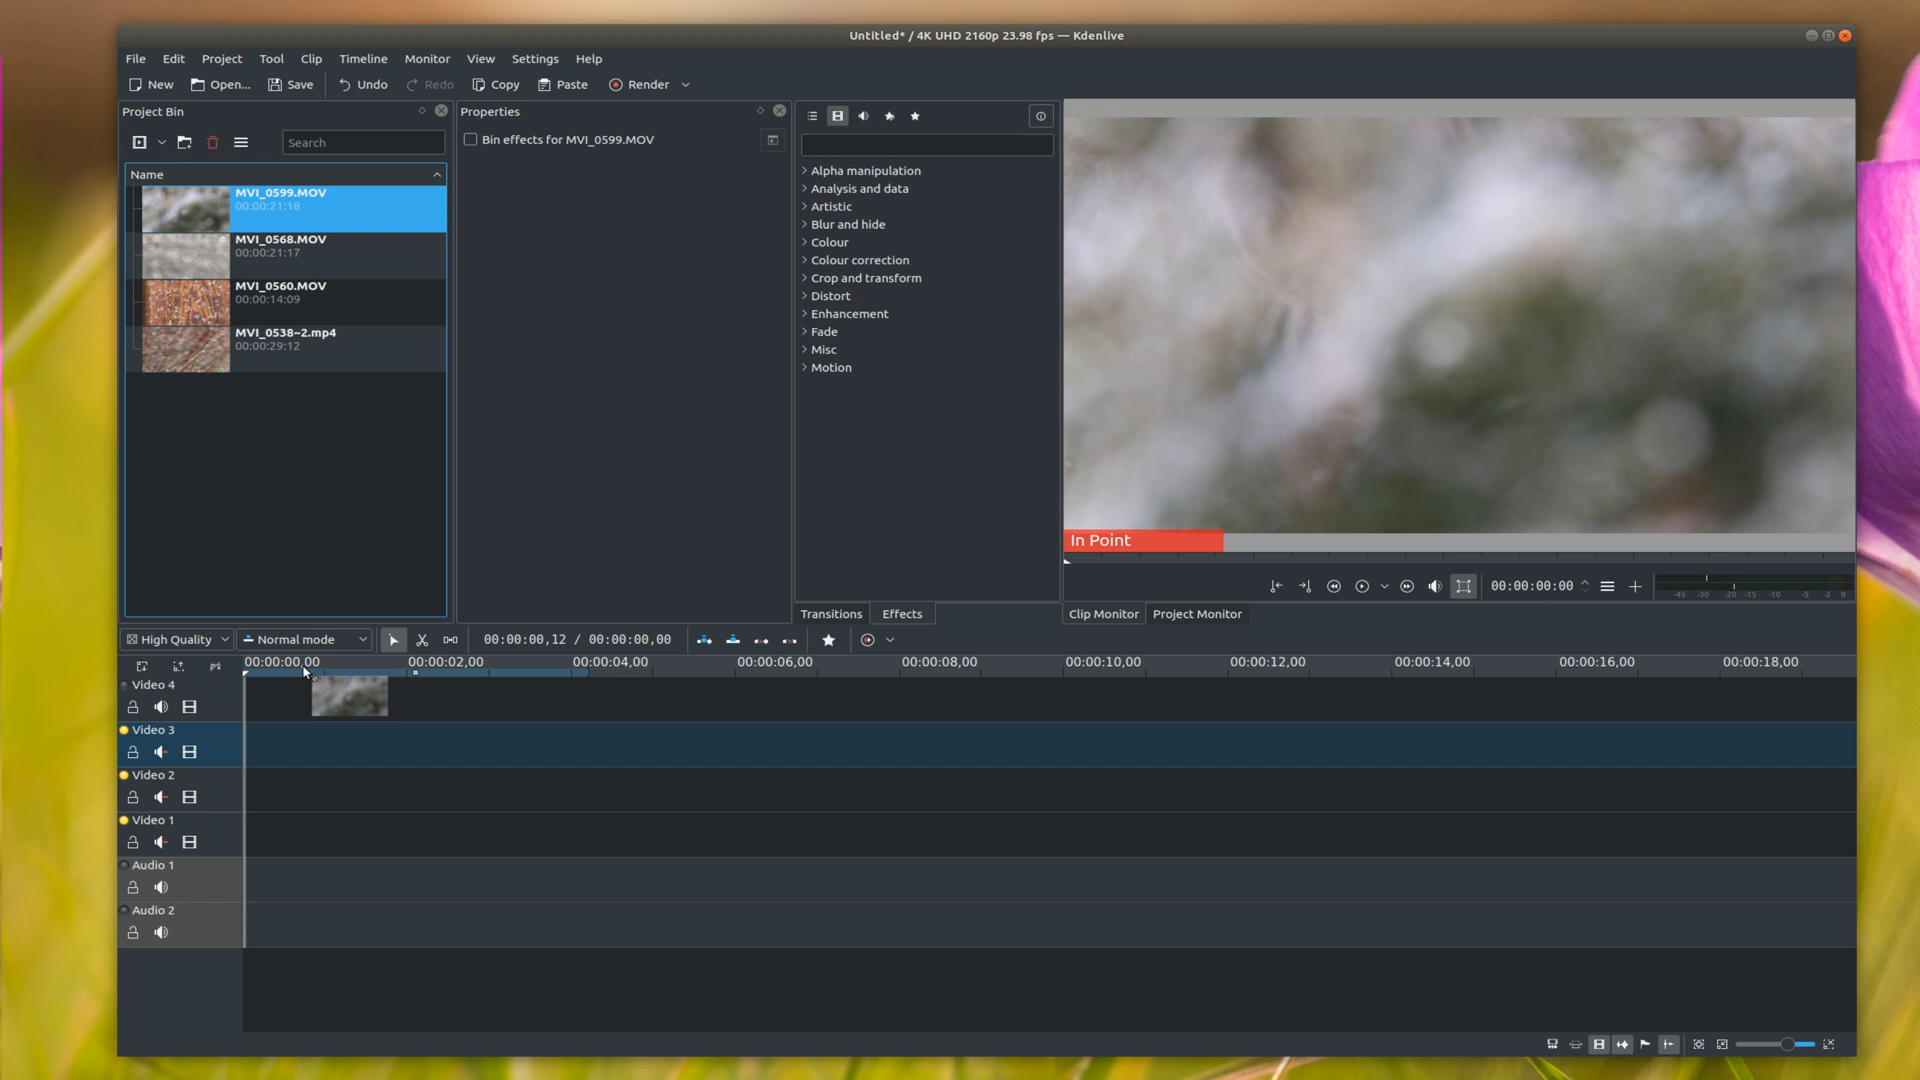 Untitled* / 4K UHD 2160p 23.98 fps — Kdenlive
File Edit Project Tool Clip Timeline Monitor View Settings Help
New Open... Save Undo Redo Copy Paste Render
Project Bin
Search
Name
MVI_0599.MOV
00:00:21:18
MVI_0568.MOV
00:00:21:17
MVI_0560.MOV
00:00:14:09
MVI_0538~2.mp4
00:00:29:12
Properties
Bin effects for MVI_0599.MOV
Alpha manipulation
Analysis and data
Artistic
Blur and hide
Colour
Colour correction
Crop and transform
Distort
Enhancement
Fade
Misc
Motion
Transitions Effects
In Point
00:00:00:00
-45 -30 -20 -15 -10 -5 -2 0
Clip Monitor Project Monitor
High Quality Normal mode 00:00:00,12 / 00:00:00,00
00:00:00,00 00:00:02,00 00:00:04,00 00:00:06,00 00:00:08,00 00:00:10,00 00:00:12,00 00:00:14,00 00:00:16,00 00:00:18,00
Video 4
Video 3
Video 2
Video 1
Audio 1
Audio 2